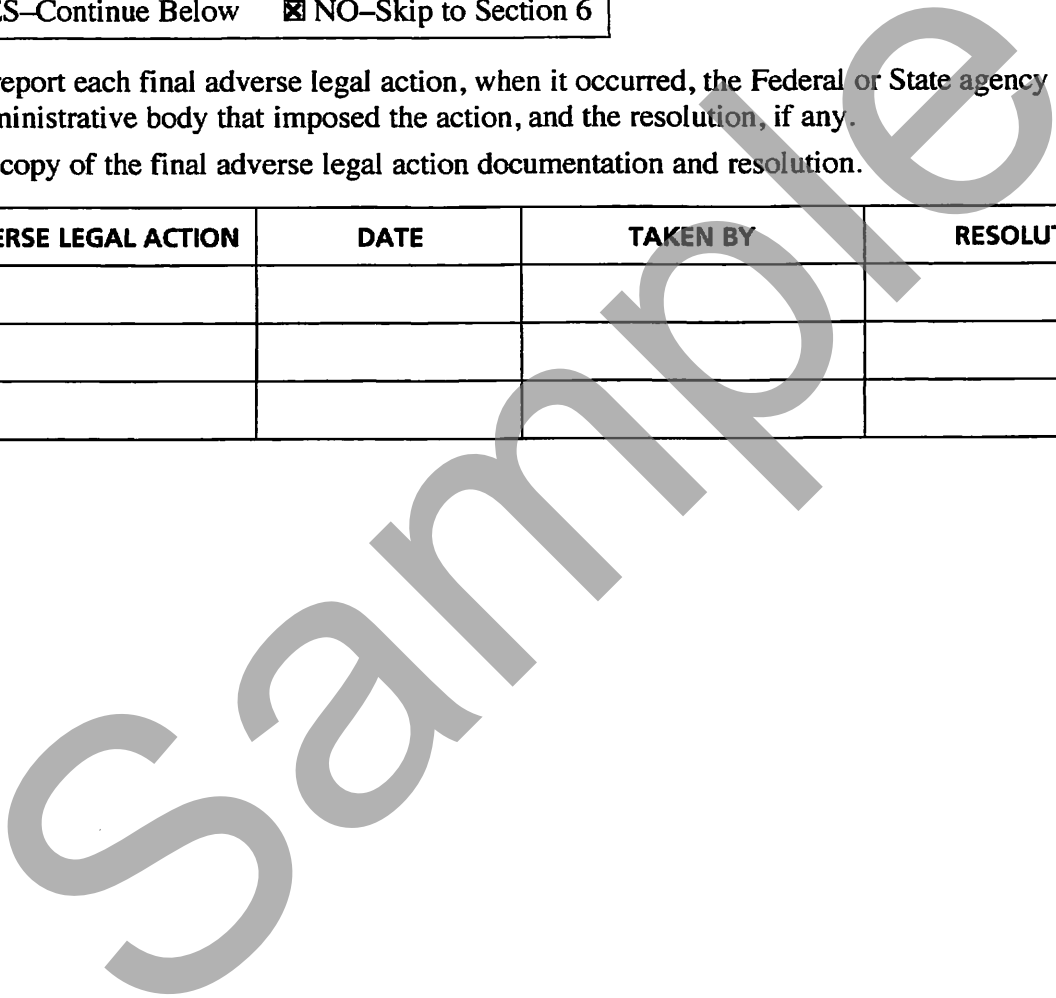 ES–Continue Below ☒ NO–Skip to Section 6
report each final adverse legal action, when it occurred, the Federal or State agency
ministrative body that imposed the action, and the resolution, if any.
copy of the final adverse legal action documentation and resolution.
ERSE LEGAL ACTION DATE TAKEN BY RESOLUT
Sample